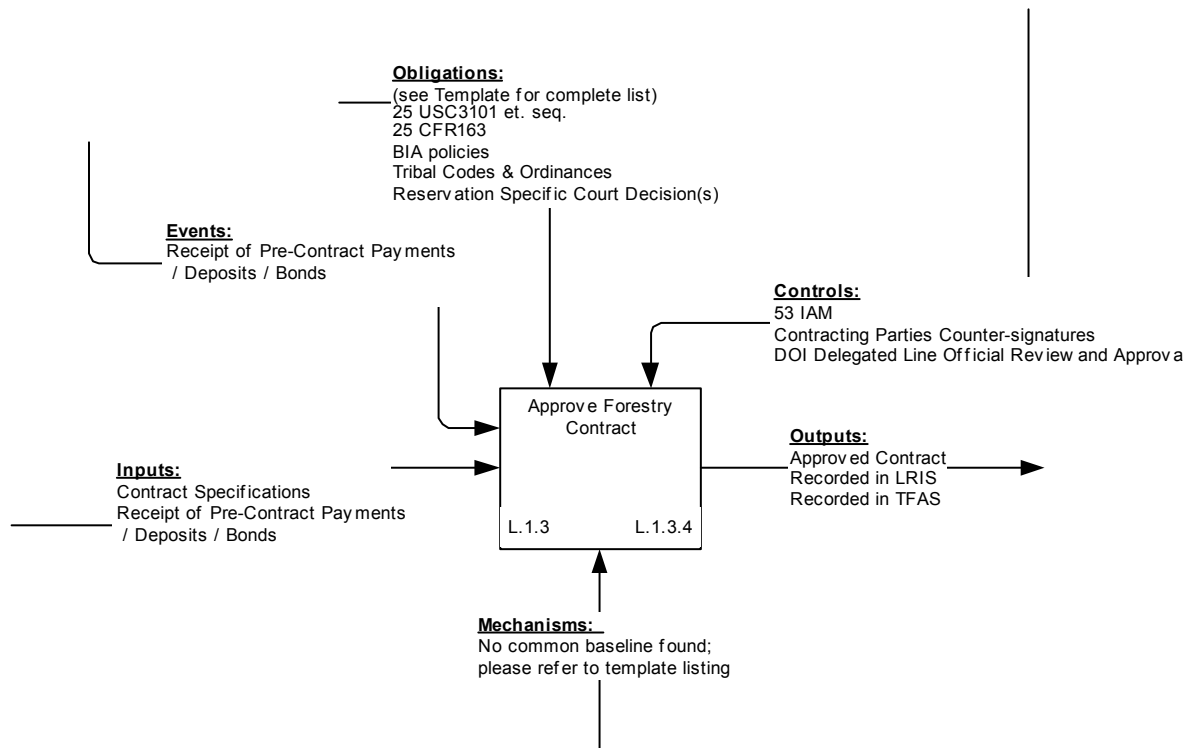 Obligations:
(see Template for complete list)
25 USC3101 et. seq.
25 CFR163
BIA policies
Tribal Codes & Ordinances
Reservation Specific Court Decision(s)
Events:
Receipt of Pre-Contract Payments
/ Deposits / Bonds
Controls:
53 IAM
Contracting Parties Counter-signatures
DOI Delegated Line Official Review and Approva
Approve Forestry
Contract
L.1.3 L.1.3.4
Inputs:
Contract Specifications
Receipt of Pre-Contract Payments
/ Deposits / Bonds
Outputs:
Approved Contract
Recorded in LRIS
Recorded in TFAS
Mechanisms:
No common baseline found;
please refer to template listing